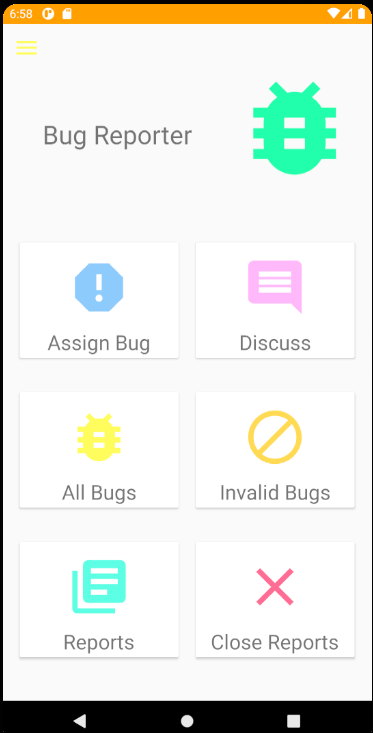 6:58
Bug Reporter
Assign Bug
Discuss
All Bugs
Invalid Bugs
Reports
Close Reports